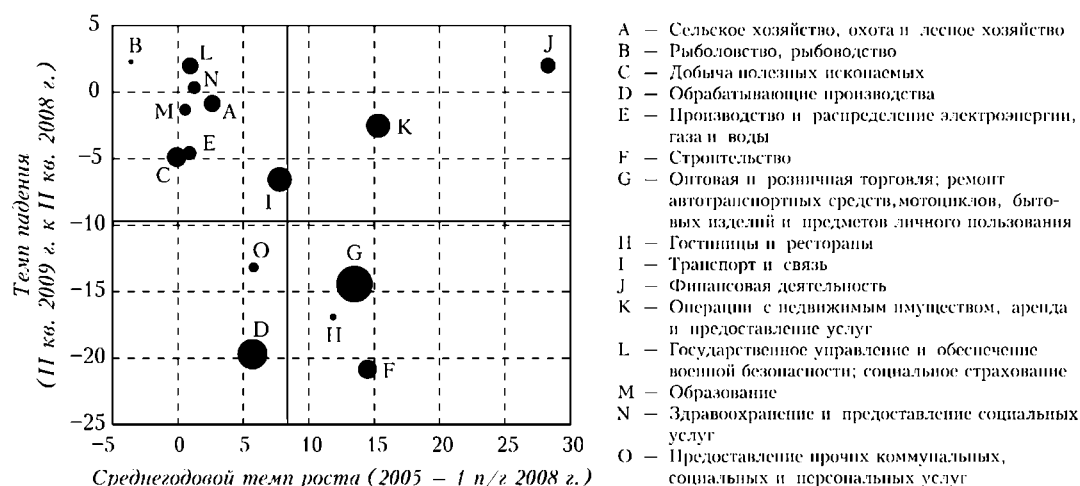 Темп падения
(II кв. 2009 г. к II кв. 2008 г.)
5
0
−5
−10
−15
−20
−25
B
L
N
M
A
E
C
I
J
K
O
G
H
D
F
−5
0
5
10
15
20
25
30
Среднегодовой темп роста (2005 – 1 п/г 2008 г.)
A — Сельское хозяйство, охота и лесное хозяйство
B — Рыболовство, рыбоводство
C — Добыча полезных ископаемых
D — Обрабатывающие производства
E — Производство и распределение электроэнергии,
газа и воды
F — Строительство
G — Оптовая и розничная торговля; ремонт
автотранспортных средств, мотоциклов, быто-
вых изделий и предметов личного пользования
H — Гостиницы и рестораны
I — Транспорт и связь
J — Финансовая деятельность
K — Операции с недвижимым имуществом, аренда
и предоставление услуг
L — Государственное управление и обеспечение
военной безопасности; социальное страхование
M — Образование
N — Здравоохранение и предоставление социальных
услуг
O — Предоставление прочих коммунальных,
социальных и персональных услуг